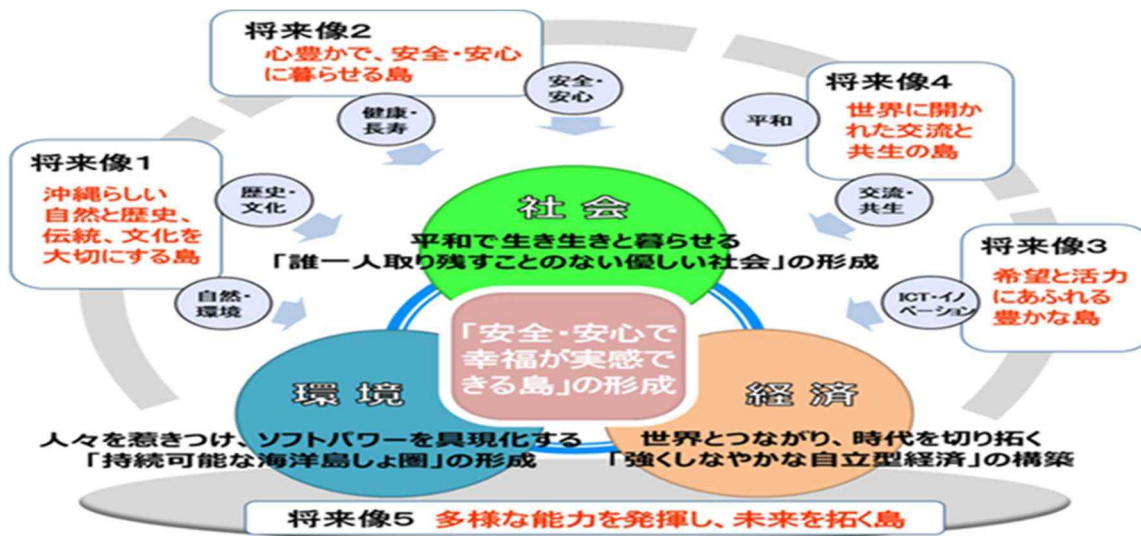 将来像2
心豊かで、安全・安心
に暮らせる島
安全・
安心
健康・
長寿
将来像4
世界に開か
れた交流と
共生の島
平和
将来像1
沖縄らしい
自然と歴史、
伝統、文化を
大切にする島
歴史・
文化
自然・
環境
交流・
共生
将来像3
希望と活力
にあふれる
豊かな島
ICT・イノ
ベーション
社会
平和で生き生きと暮らせる
「誰一人取り残すことのない優しい社会」の形成
「安全・安心で
幸福が実感で
きる島」の形成
環境
人々を惹きつけ、ソフトパワーを具現化する
「持続可能な海洋島しょ圏」の形成
経済
世界とつながり、時代を切り拓く
「強くしなやかな自立型経済」の構築
将来像5 多様な能力を発揮し、未来を拓く島